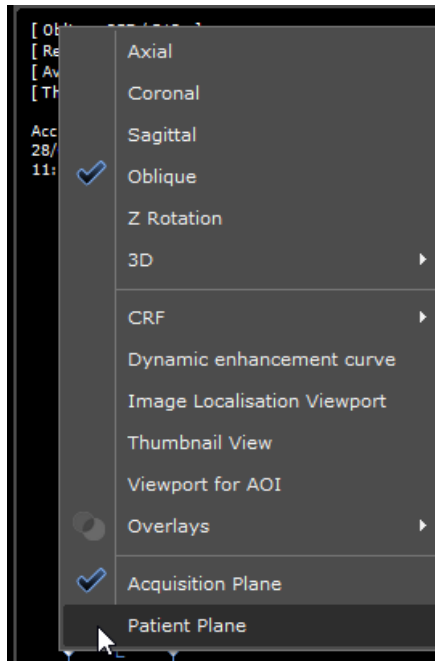 Axial
Coronal
Sagittal
Oblique
Z Rotation
3D
CRF
Dynamic enhancement curve
Image Localisation Viewport
Thumbnail View
Viewport for AOI
Overlays
Acquisition Plane
Patient Plane